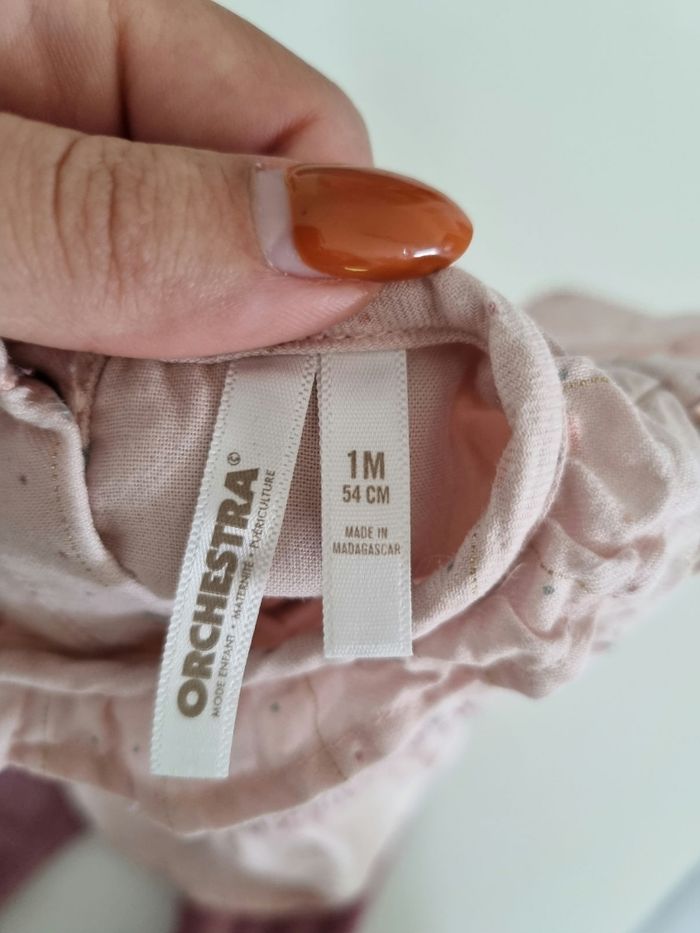 ORCHESTRA©
MODE ENFANT • MATERNITÉ • PUÉRICULTURE
1M
54 CM
MADE IN
MADAGASCAR